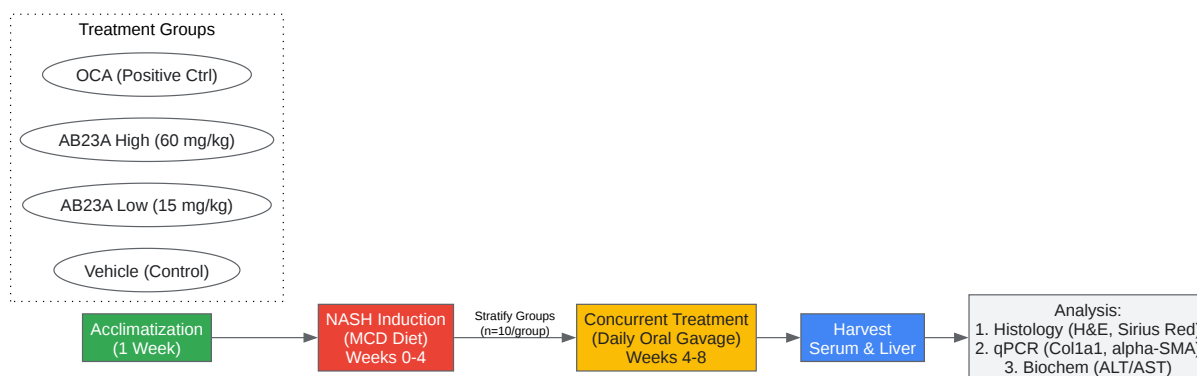 Treatment Groups
OCA (Positive Ctrl)
AB23A High (60 mg/kg)
AB23A Low (15 mg/kg)
Vehicle (Control)
Acclimatization
(1 Week)
NASH Induction
(MCD Diet)
Weeks 0-4
Stratify Groups
(n=10/group)
Concurrent Treatment
(Daily Oral Gavage)
Weeks 4-8
Harvest
Serum & Liver
Analysis:
1. Histology (H&E, Sirius Red)
2. qPCR (Col1a1, alpha-SMA)
3. Biochem (ALT/AST)